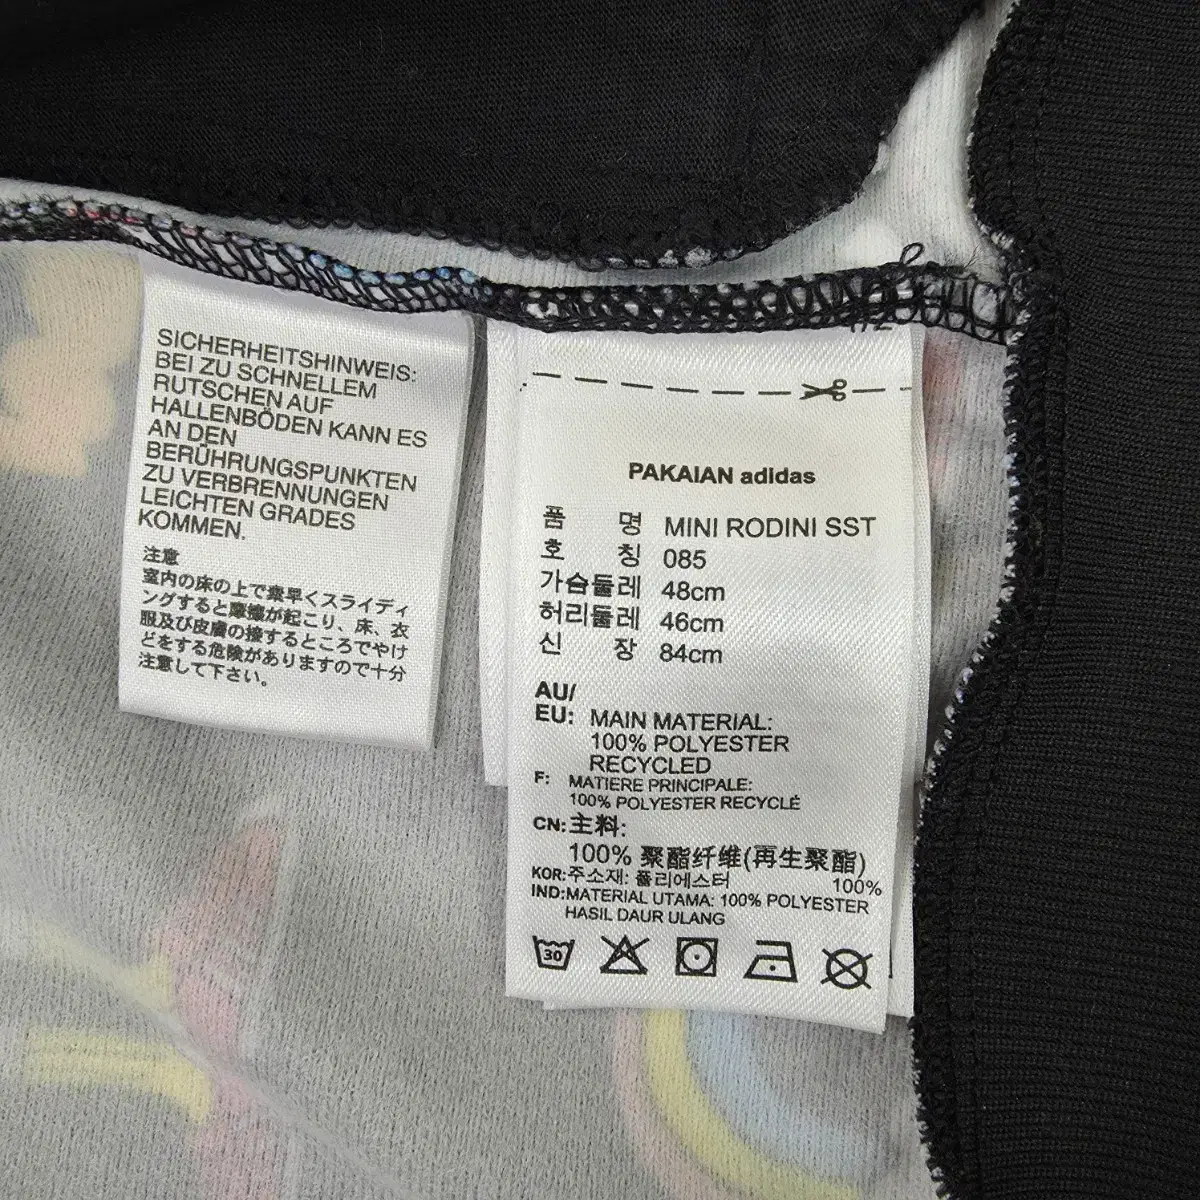 SICHERHEITSHINWEIS:
BEI ZU SCHNELLEM
RUTSCHEN AUF
HALLENBÖDEN KANN ES
AN DEN
BERÜHRUNGSPUNKTEN
ZU VERBRENNUNGEN
LEICHTEN GRADES
KOMMEN.
注意
室内の床の上で素早くスライディ
ングすると摩擦が起こり、床、衣
服及び皮膚の接するところでやけ
どをする危険がありますので十分
注意して下さい。
PAKAIAN adidas
품 명 MINI RODINI SST
호 칭 085
가슴둘레 48cm
허리둘레 46cm
신 장 84cm
AU/
EU: MAIN MATERIAL:
100% POLYESTER
RECYCLED
F: MATIERE PRINCIPALE:
100% POLYESTER RECYCLÉ
CN: 主料:
100% 聚酯纤维(再生聚酯)
KOR: 주소재: 폴리에스터 100%
IND: MATERIAL UTAMA: 100% POLYESTER
HASIL DAUR ULANG
30